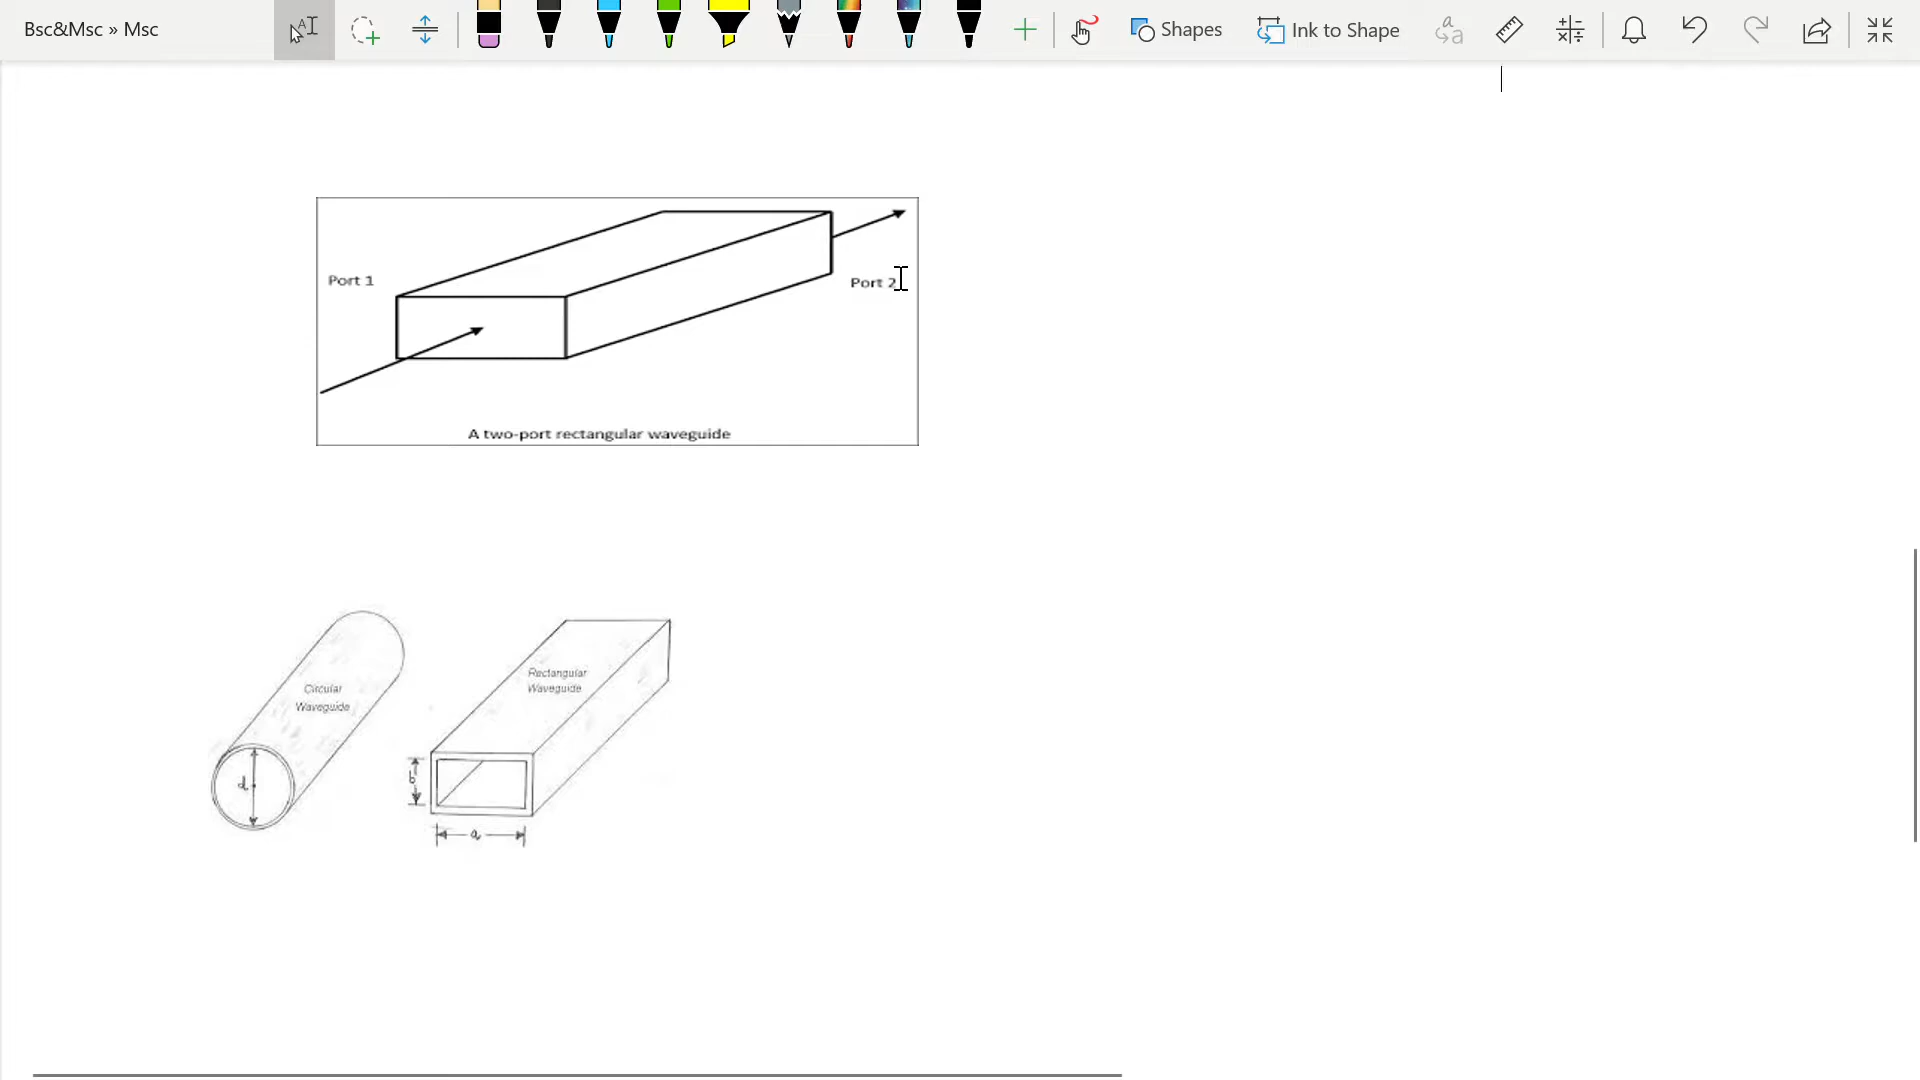 Bsc&Msc » Msc
Shapes
Ink to Shape
Port 1
Port 2
A two-port rectangular waveguide
Circular
Waveguide
d
Rectangular
Waveguide
b
a